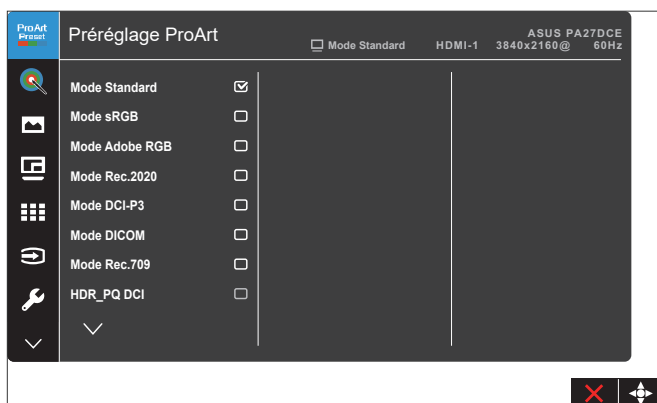 ProArt
Preset
Préréglage ProArt
Mode Standard
HDMI-1
ASUS PA27DCE
3840x2160@ 60Hz
Mode Standard
Mode sRGB
Mode Adobe RGB
Mode Rec.2020
Mode DCI-P3
Mode DICOM
Mode Rec.709
HDR_PQ DCI